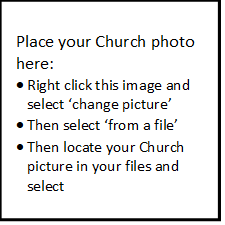 Place your Church photo
here:
• Right click this image and
select ‘change picture’
• Then select ‘from a file’
• Then locate your Church
picture in your files and
select